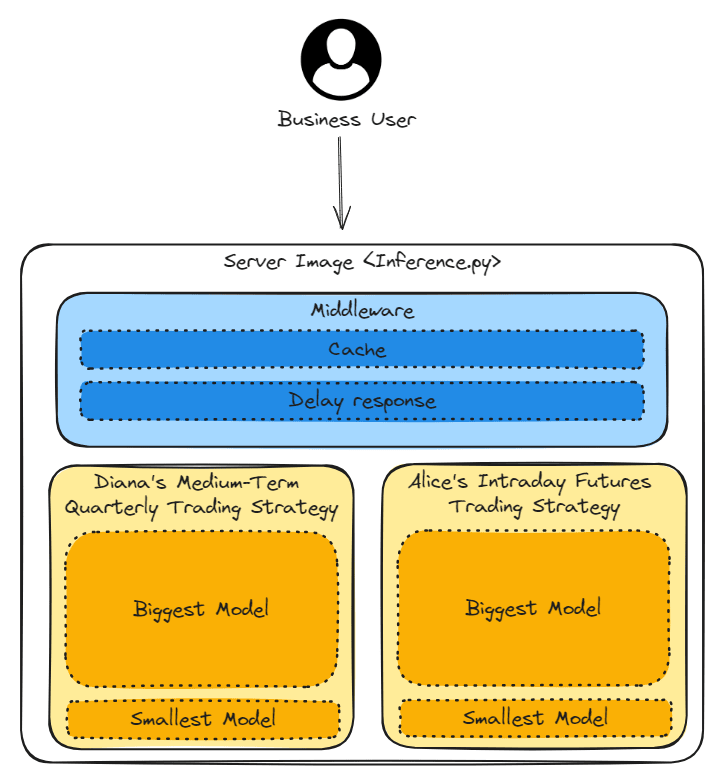 Business User
Server Image <Inference.py>
Middleware
Cache
Delay response
Diana's Medium-Term
Quarterly Trading Strategy
Biggest Model
Smallest Model
Alice's Intraday Futures
Trading Strategy
Biggest Model
Smallest Model